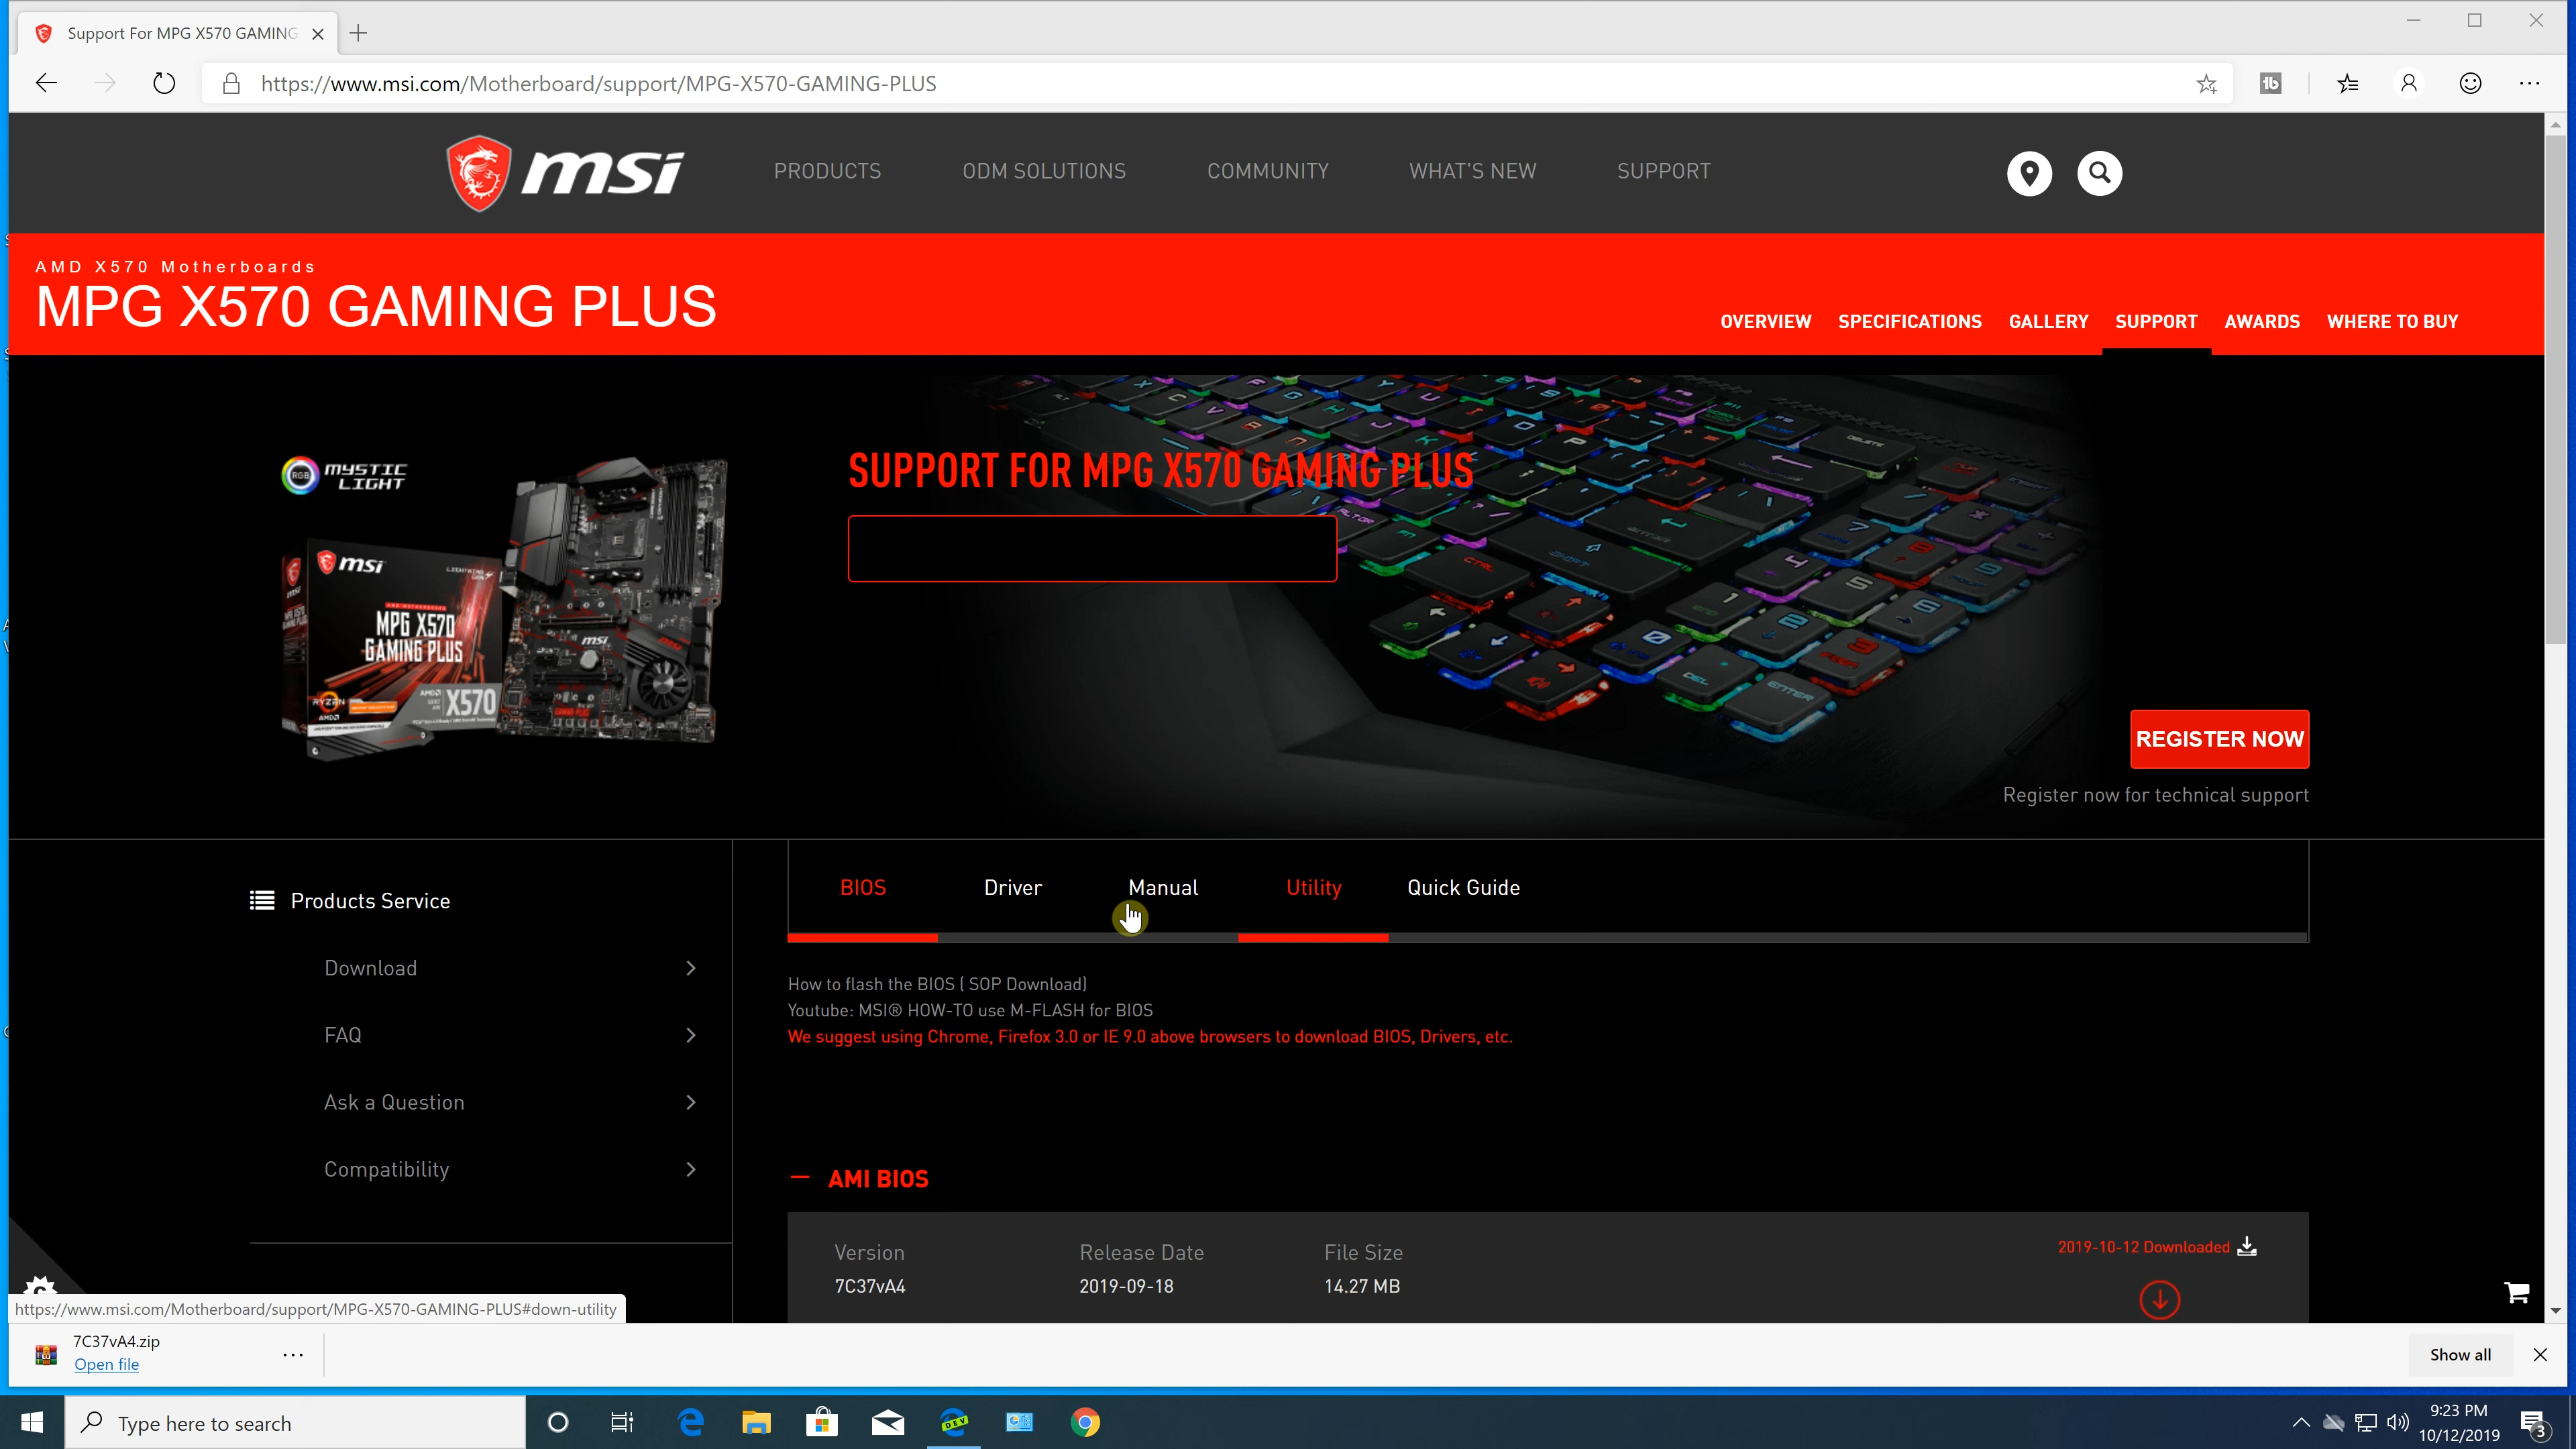 Support For MPG X570 GAMING
https://www.msi.com/Motherboard/support/MPG-X570-GAMING-PLUS
msi
PRODUCTS
ODM SOLUTIONS
COMMUNITY
WHAT'S NEW
SUPPORT
AMD X570 Motherboards
MPG X570 GAMING PLUS
OVERVIEW
SPECIFICATIONS
GALLERY
SUPPORT
AWARDS
WHERE TO BUY
RGB
MYSTIC
LIGHT
msi
MPG X570
GAMING PLUS
RYZEN
AMD
X570
msi
SUPPORT FOR MPG X570 GAMING PLUS
REGISTER NOW
Register now for technical support
Products Service
Download
FAQ
Ask a Question
Compatibility
BIOS
Driver
Manual
Utility
Quick Guide
How to flash the BIOS ( SOP Download)
Youtube: MSI® HOW-TO use M-FLASH for BIOS
We suggest using Chrome, Firefox 3.0 or IE 9.0 above browsers to download BIOS, Drivers, etc.
AMI BIOS
Version
Release Date
File Size
2019-10-12 Downloaded
7C37vA4
2019-09-18
14.27 MB
https://www.msi.com/Motherboard/support/MPG-X570-GAMING-PLUS#down-utility
7C37vA4.zip
Open file
Show all
Type here to search
DEV
9:23 PM
10/12/2019
3